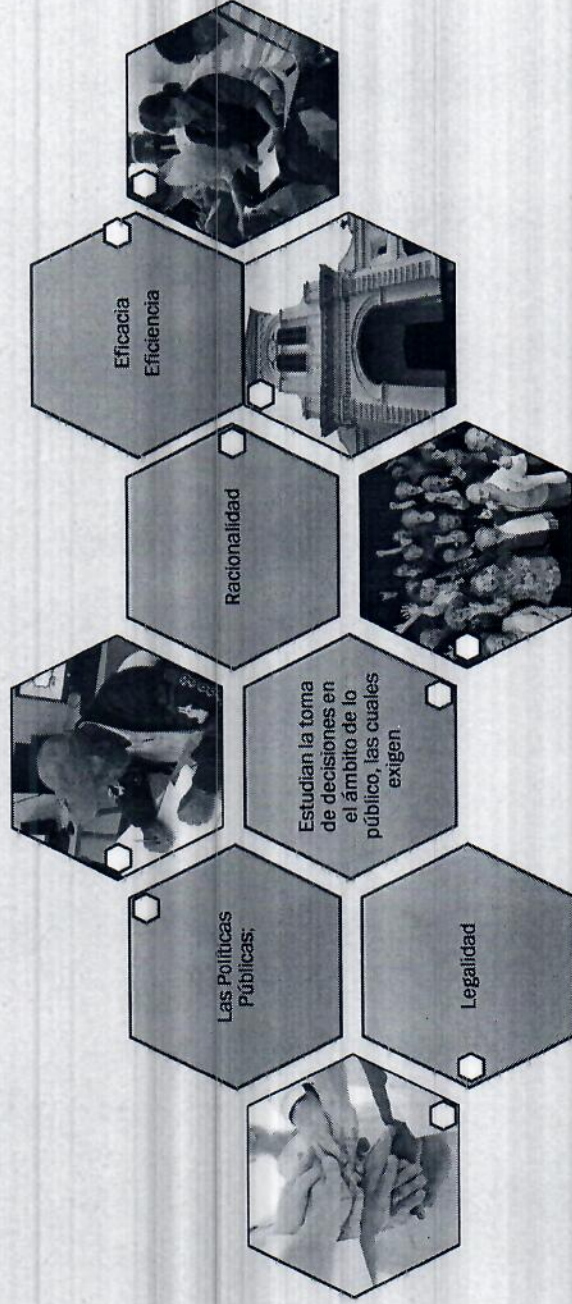 Las Políticas
Públicas;
Estudian la toma
de decisiones en
el ámbito de lo
público, las cuales
exigen.
Legalidad
Racionalidad
Eficacia
Eficiencia